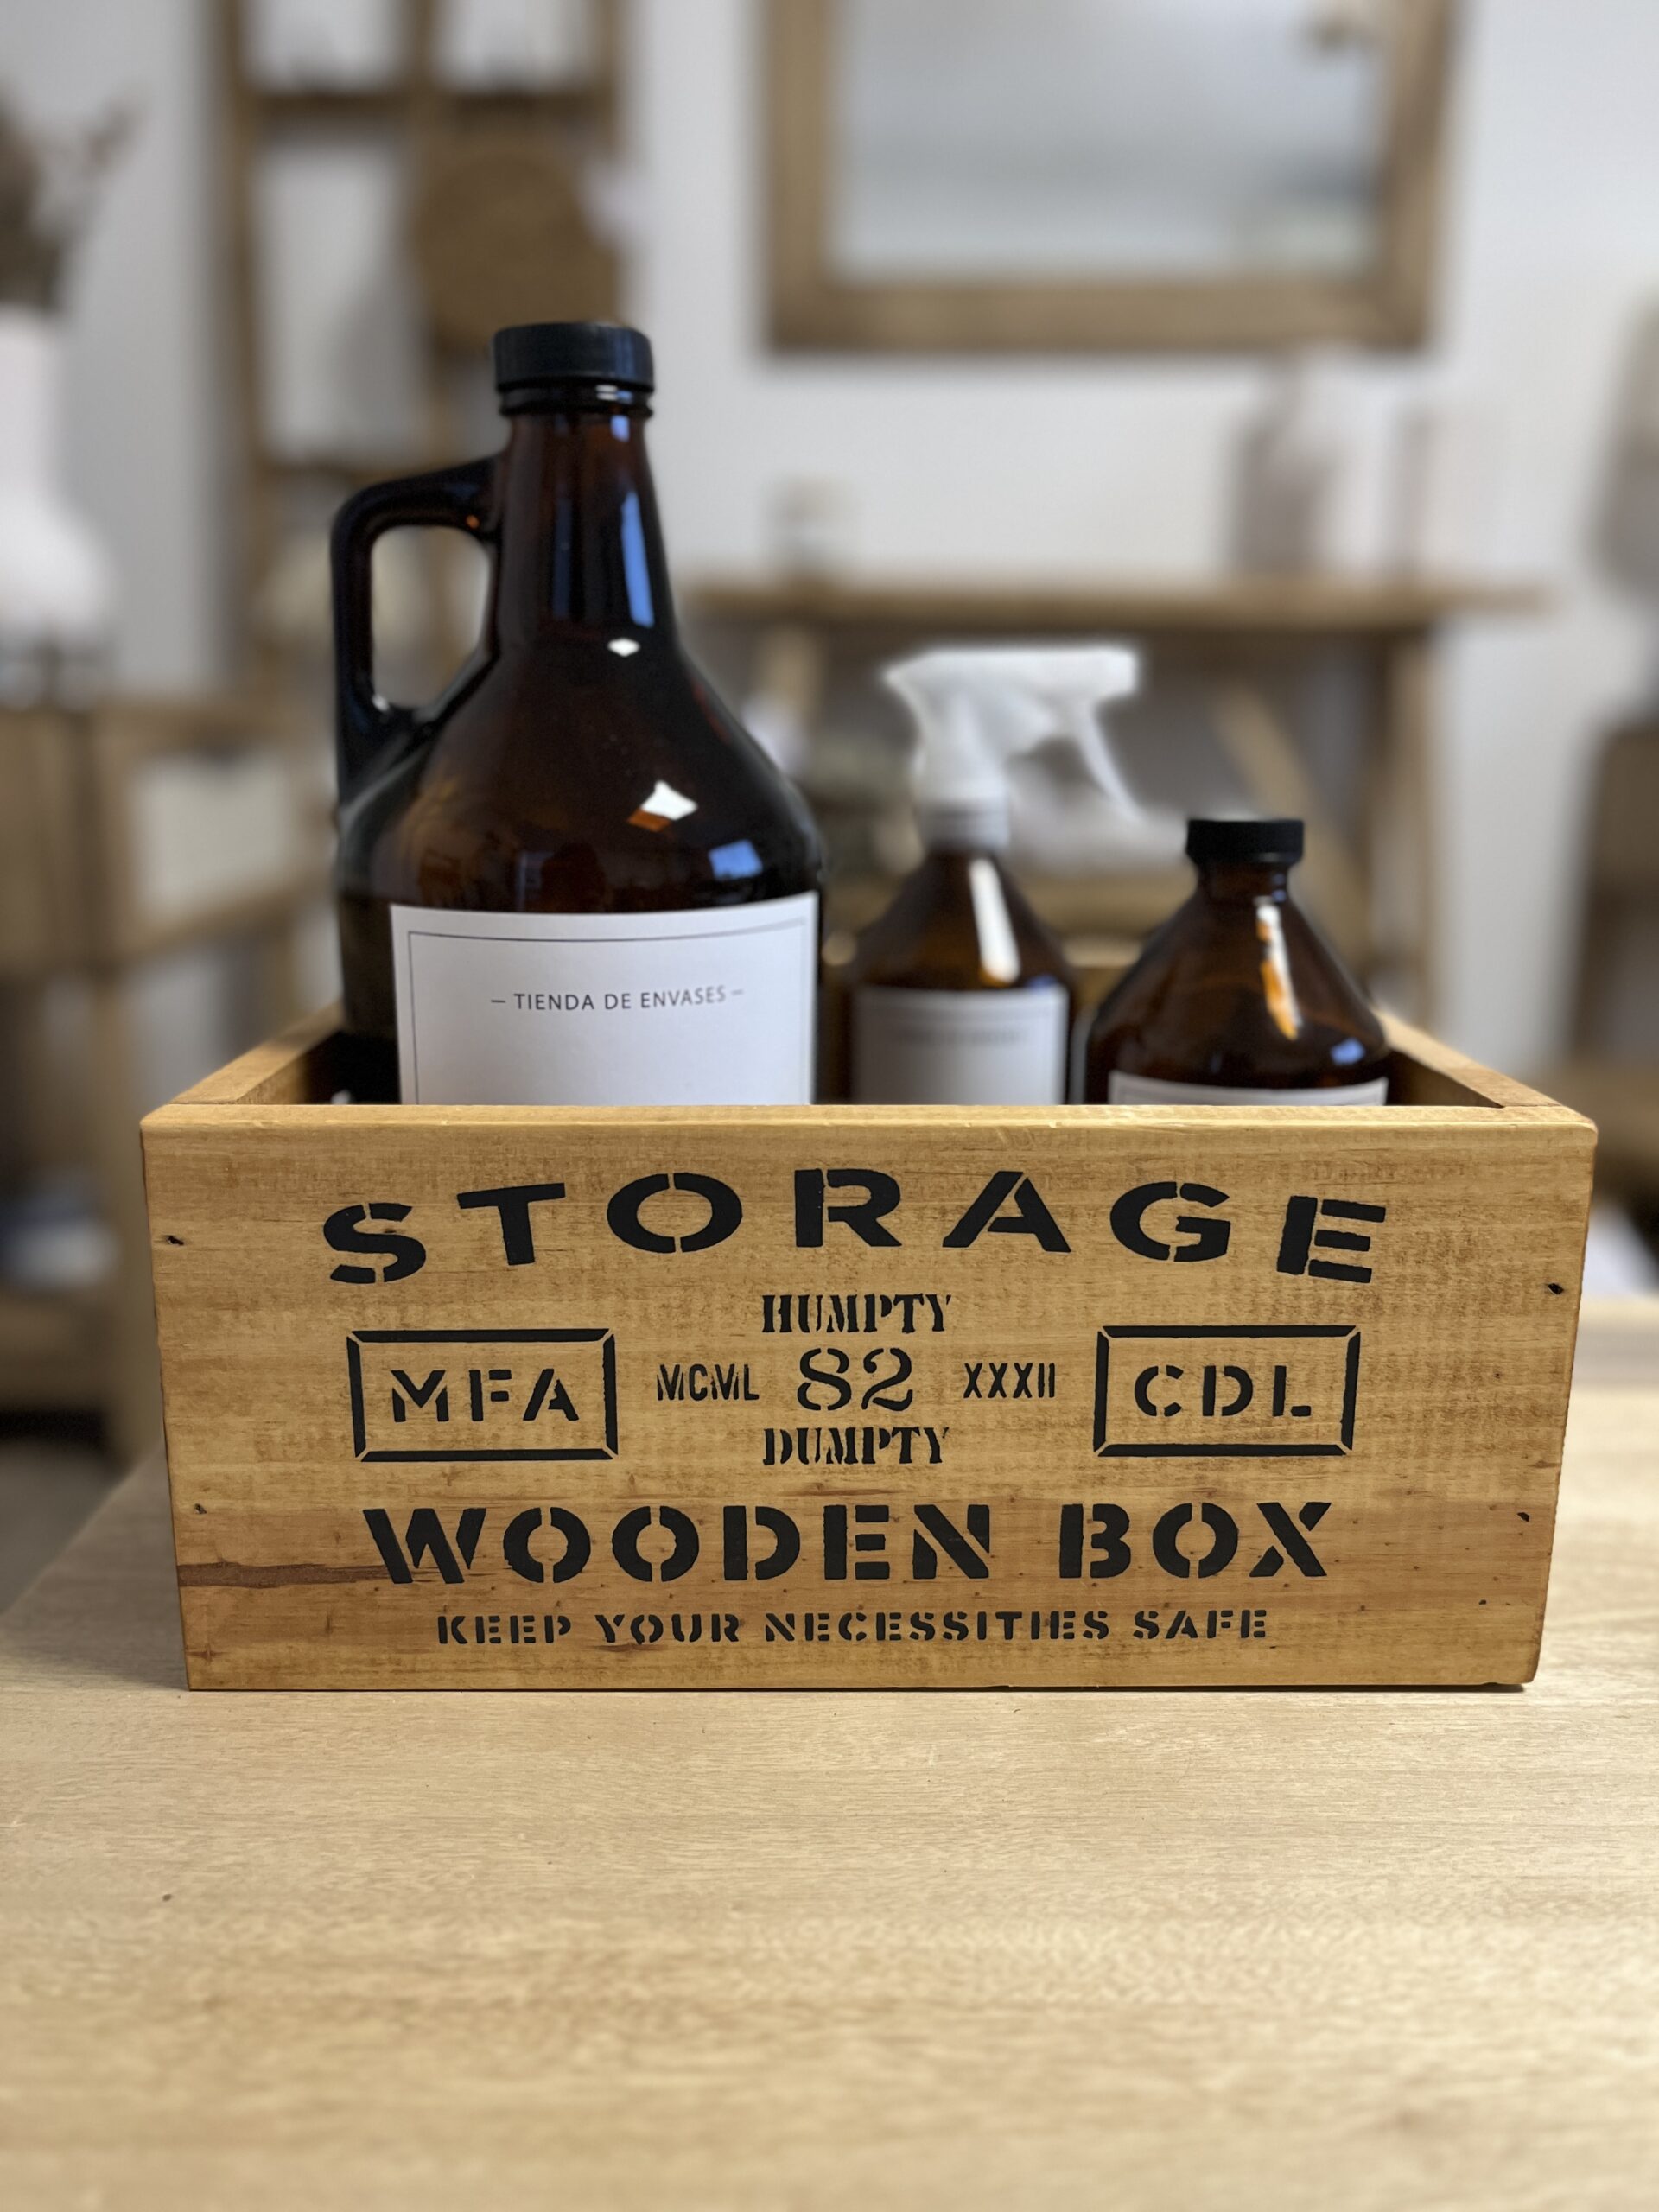 – TIENDA DE ENVASES –
STORAGE
HUMPTY
MFA MCML 82 XXXII CDL
DUMPTY
WOODEN BOX
KEEP YOUR NECESSITIES SAFE